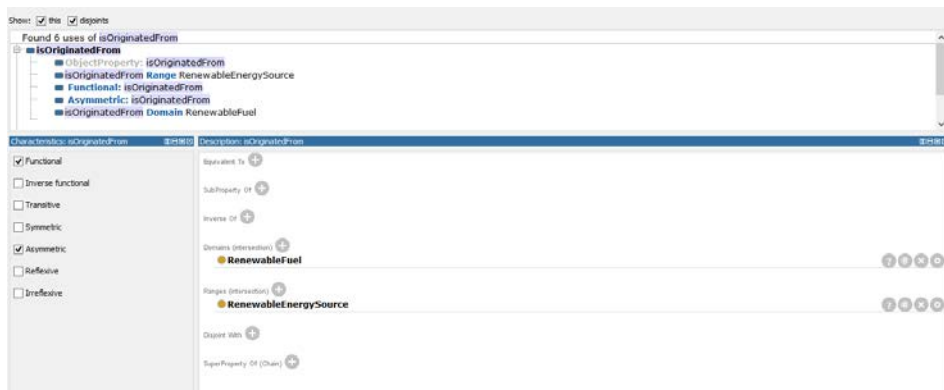 Show: this disjoints
Found 6 uses of isOriginatedFrom
isOriginatedFrom
ObjectProperty: isOriginatedFrom
isOriginatedFrom Range RenewableEnergySource
Functional: isOriginatedFrom
Asymmetric: isOriginatedFrom
isOriginatedFrom Domain RenewableFuel
Characteristics: isOriginatedFrom
Description: isOriginatedFrom
Functional
Inverse functional
Transitive
Symmetric
Asymmetric
Reflexive
Irreflexive
Equivalent To
SubProperty Of
Inverse Of
Domains (intersection)
RenewableFuel
Ranges (intersection)
RenewableEnergySource
Disjoint With
SuperProperty Of (Chain)